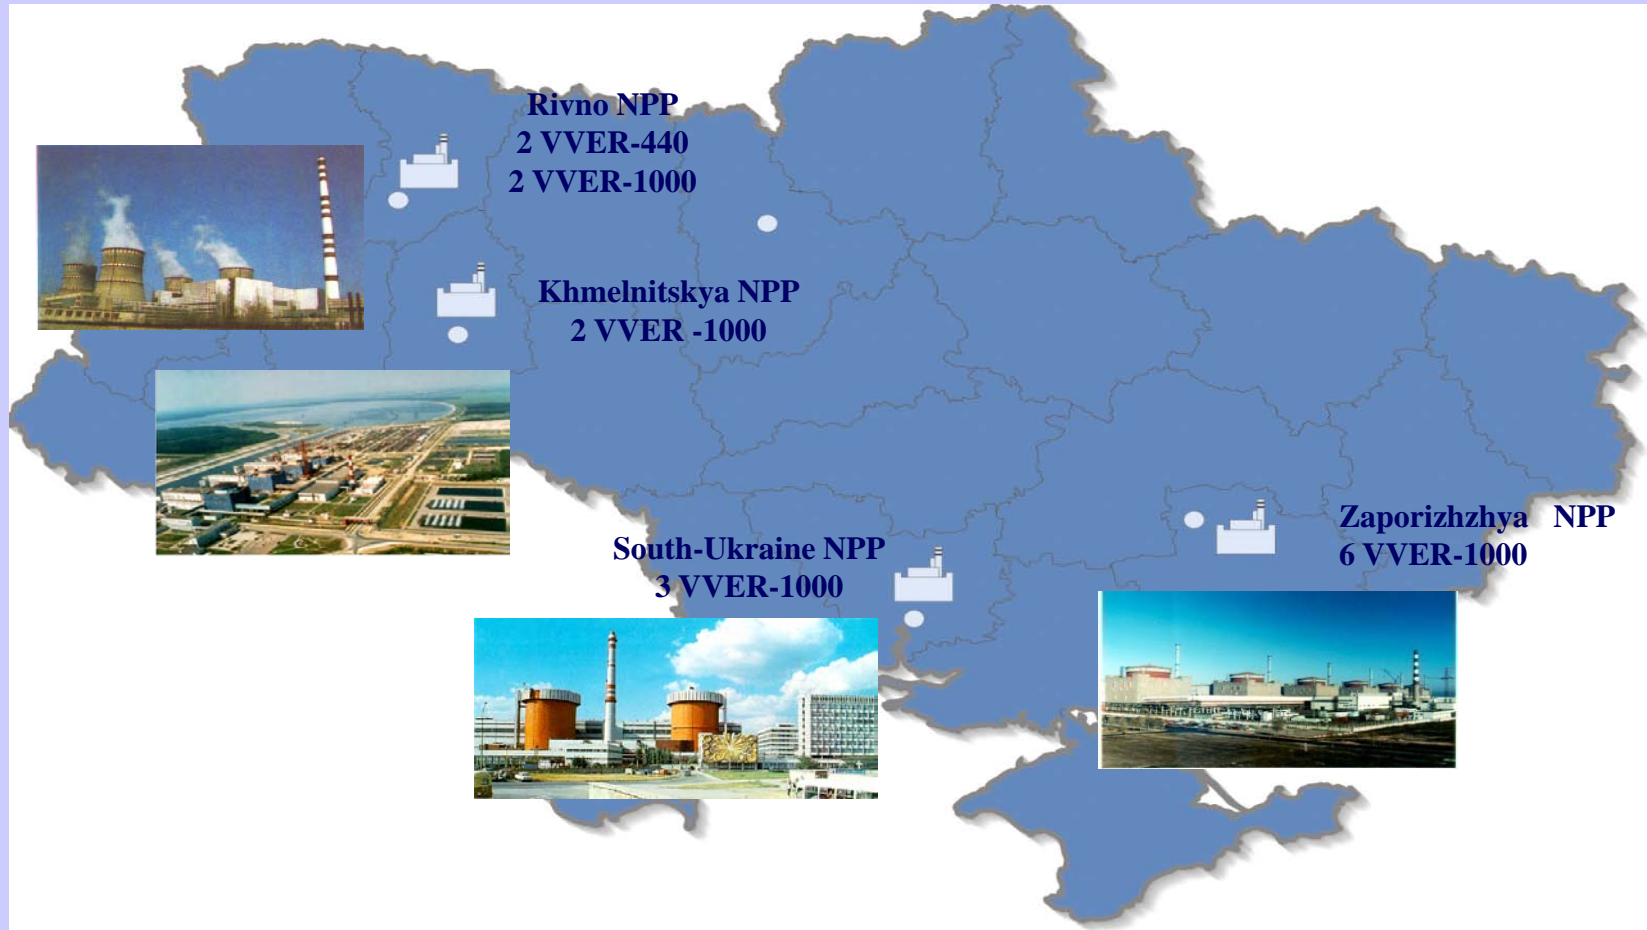 Rivno NPP
2 VVER-440
2 VVER-1000
Khmelnitskya NPP
2 VVER -1000
South-Ukraine NPP
3 VVER-1000
Zaporizhzhya NPP
6 VVER-1000